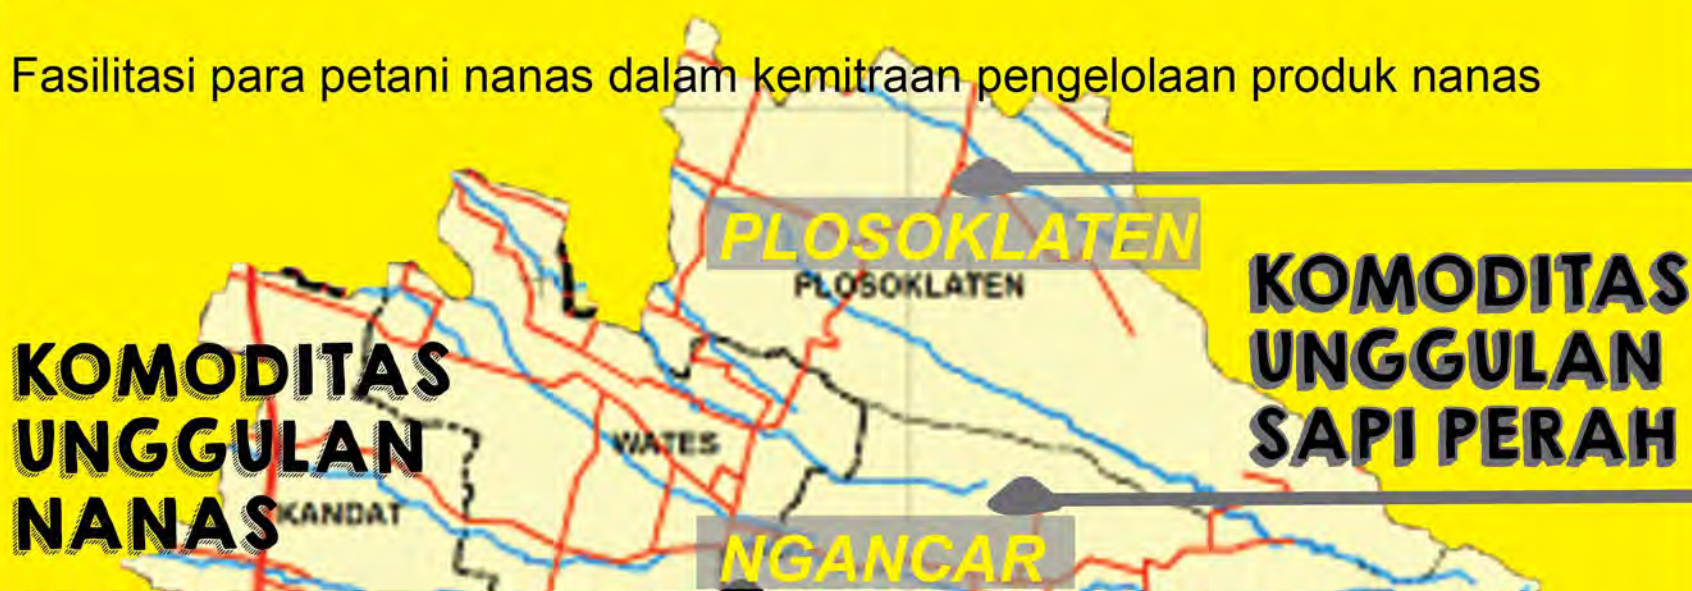 Fasilitasi para petani nanas dalam kemitraan pengelolaan produk nanas
PLOSOKLATEN
PLOSOKLATEN
KOMODITAS
UNGGULAN
SAPI PERAH
KOMODITAS
UNGGULAN
NANAS
WATES
KANDAT
NGANCAR